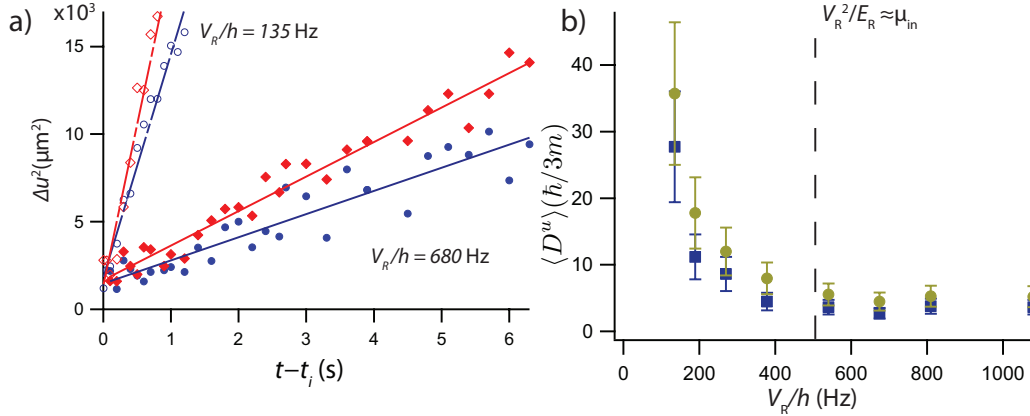 a)
x10³
15
10
5
0
Δu²(μm²)
V_R/h = 135 Hz
V_R/h = 680 Hz
0 1 2 3 4 5 6
t−t_i (s)
b)
V_R²/E_R ≈μ_in
40
30
20
10
0
⟨D^u⟩(ℏ/3m)
0 200 400 600 800 1000
V_R/h (Hz)